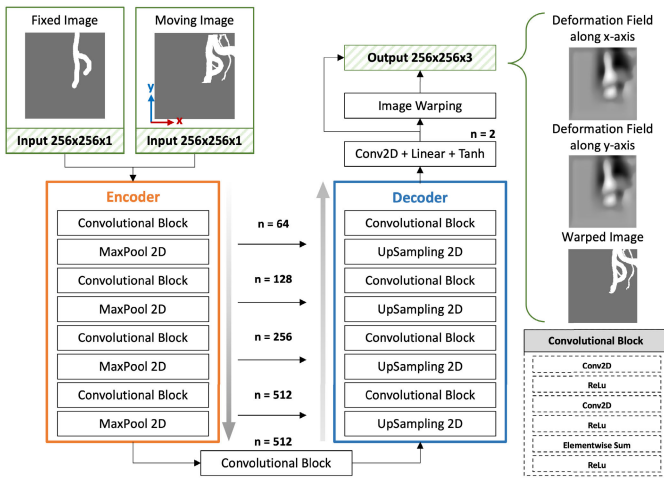 Fixed Image
Moving Image
y
x
Input 256x256x1
Input 256x256x1
Encoder
Convolutional Block
MaxPool 2D
Convolutional Block
MaxPool 2D
Convolutional Block
MaxPool 2D
Convolutional Block
MaxPool 2D
n = 64
n = 128
n = 256
n = 512
n = 512
Convolutional Block
Output 256x256x3
Image Warping
n = 2
Conv2D + Linear + Tanh
Decoder
Convolutional Block
UpSampling 2D
Convolutional Block
UpSampling 2D
Convolutional Block
UpSampling 2D
Convolutional Block
UpSampling 2D
Deformation Field
along x-axis
Deformation Field
along y-axis
Warped Image
Convolutional Block
Conv2D
ReLu
Conv2D
ReLu
Elementwise Sum
ReLu